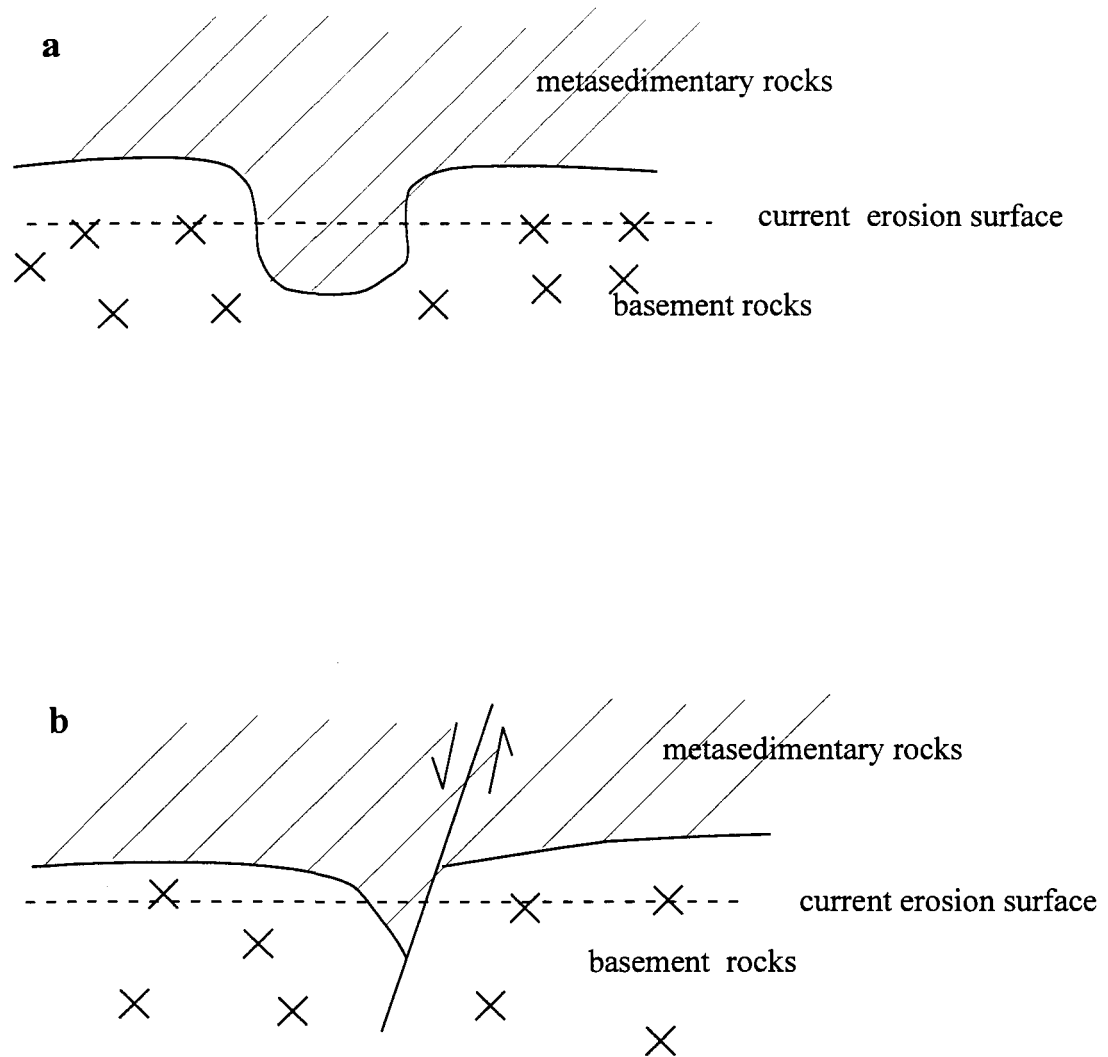 a
metasedimentary rocks
current erosion surface
basement rocks
b
metasedimentary rocks
current erosion surface
basement rocks